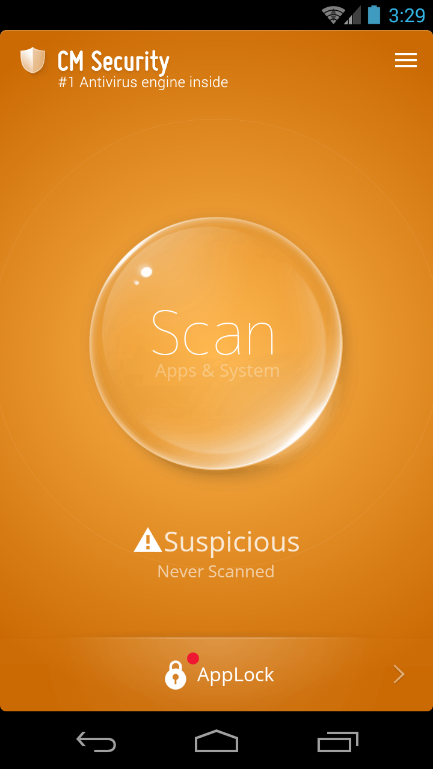 3:29
CM Security
#1 Antivirus engine inside
Scan
Apps & System
Suspicious
Never Scanned
AppLock